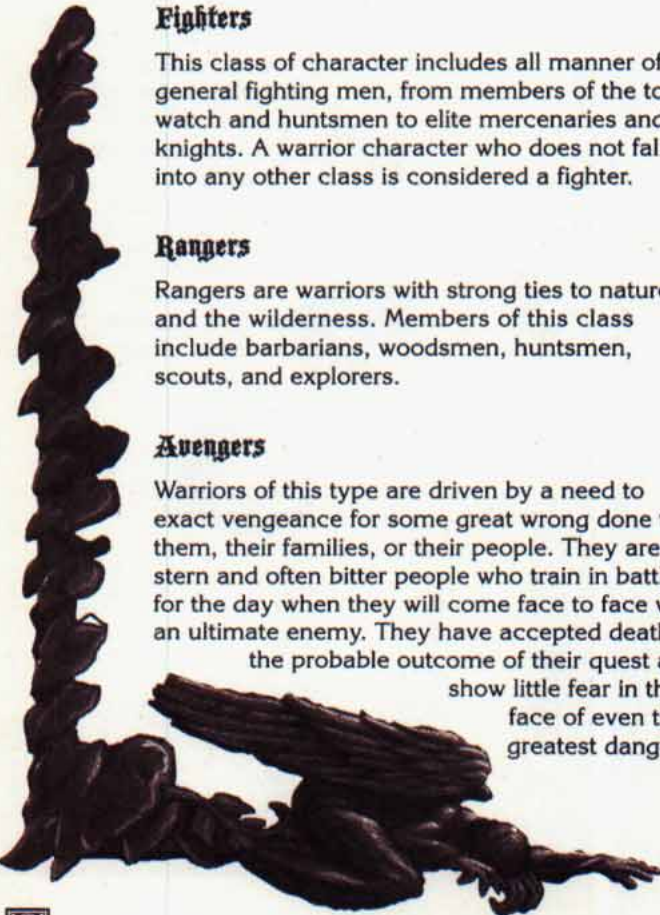 Fighters
This class of character includes all manner of
general fighting men, from members of the to
watch and huntsmen to elite mercenaries and
knights. A warrior character who does not fal
into any other class is considered a fighter.
Rangers
Rangers are warriors with strong ties to nature
and the wilderness. Members of this class
include barbarians, woodsmen, huntsmen,
scouts, and explorers.
Avengers
Warriors of this type are driven by a need to
exact vengeance for some great wrong done
them, their families, or their people. They are
stern and often bitter people who train in batt
for the day when they will come face to face
an ultimate enemy. They have accepted death
the probable outcome of their quest a
show little fear in th
face of even t
greatest dang